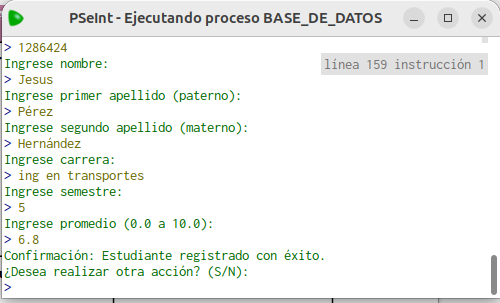 PSeInt - Ejecutando proceso BASE_DE_DATOS
> 1286424
Ingrese nombre:
línea 159 instrucción 1
> Jesus
Ingrese primer apellido (paterno):
> Pérez
Ingrese segundo apellido (materno):
> Hernández
Ingrese carrera:
> ing en transportes
Ingrese semestre:
> 5
Ingrese promedio (0.0 a 10.0):
> 6.8
Confirmación: Estudiante registrado con éxito.
¿Desea realizar otra acción? (S/N):
>